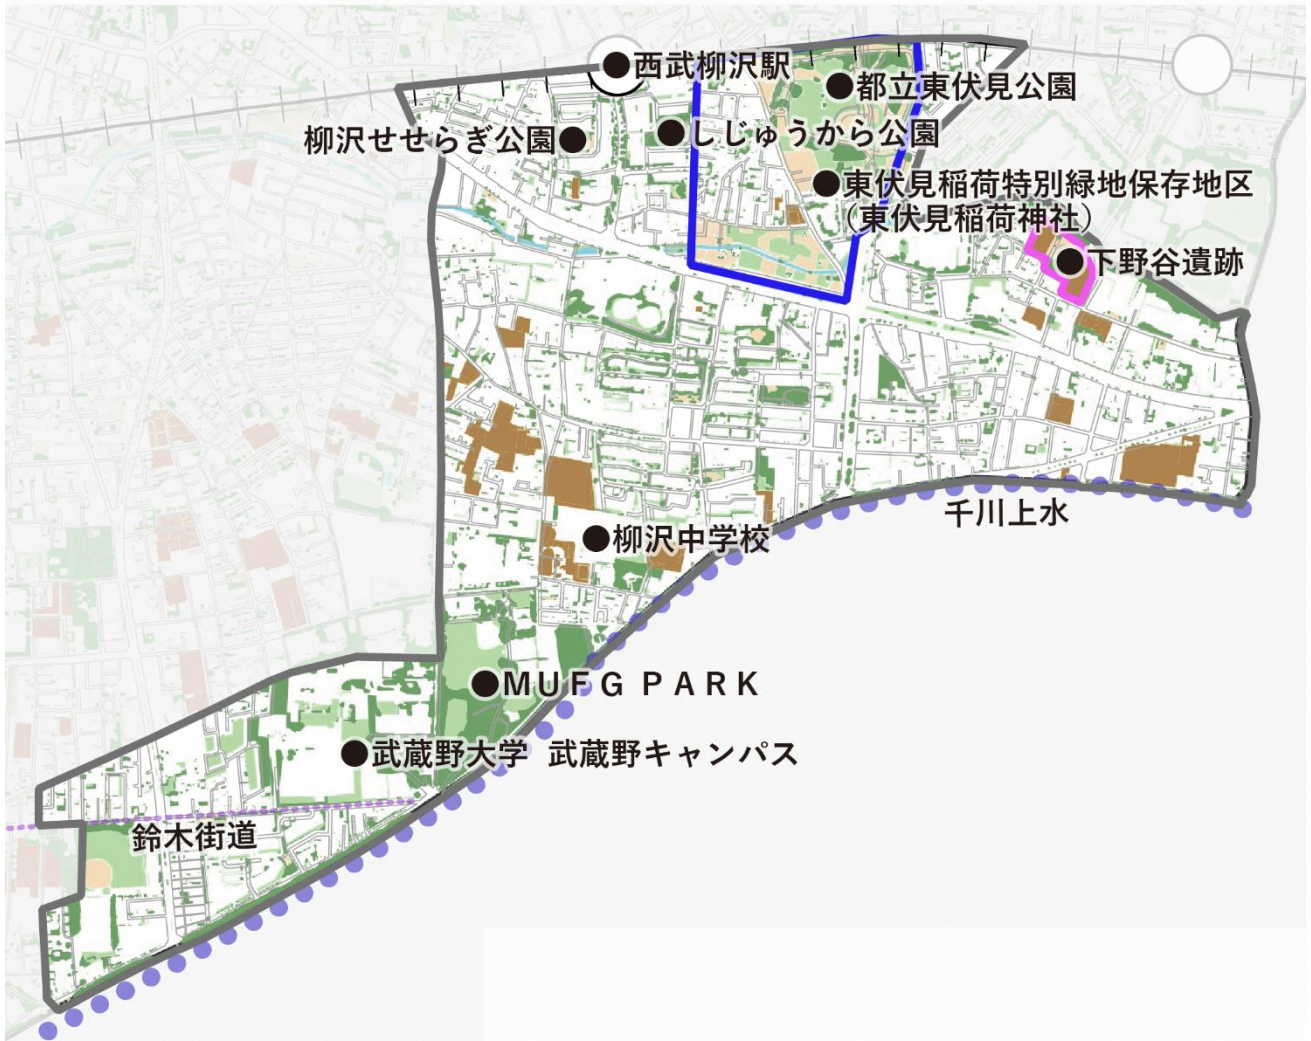 ●西武柳沢駅
●都立東伏見公園
柳沢せせらぎ公園●
●しじゅうから公園
●東伏見稲荷特別緑地保存地区
(東伏見稲荷神社)
●下野谷遺跡
千川上水
●柳沢中学校
●MUFG PARK
●武蔵野大学 武蔵野キャンパス
鈴木街道